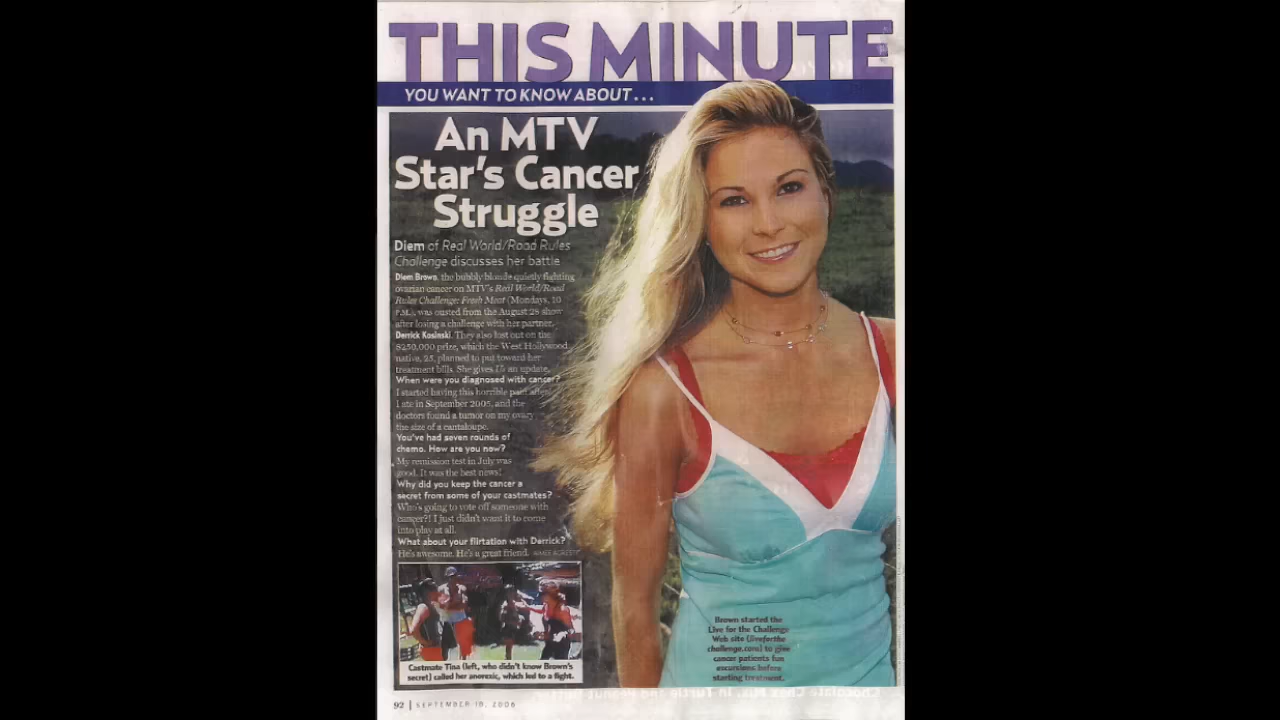 THIS MINUTE
YOU WANT TO KNOW ABOUT...
An MTV
Star's Cancer
Struggle
Diem of Real World/Road Rules
Challenge discusses her battle
Diem Brown, the bubbly blonde quietly fighting
ovarian cancer on MTV's Real World/Road
Rules Challenge: Fresh Meat (Mondays, 10
P.M.), was ousted from the August 28 show
after losing a challenge with her partner,
Derrick Kosinski. They also lost out on the
$250,000 prize, which the West Hollywood
native, 25, planned to put toward her
treatment bills. She gives Us an update.
When were you diagnosed with cancer?
I started having this horrible pain after
I ate in September 2005, and the
doctors found a tumor on my ovary
the size of a cantaloupe.
You've had seven rounds of
chemo. How are you now?
My remission test in July was
good. It was the best news!
Why did you keep the cancer a
secret from some of your castmates?
Who's going to vote off someone with
cancer?! I just didn't want it to come
into play at all.
What about your flirtation with Derrick?
He's awesome. He's a great friend.
Brown started the
Live for the Challenge
Web site (liveforthe
challenge.com) to give
cancer patients fun
excursions before
starting treatment.
Castmate Tina (left, who didn't know Brown's
secret) called her anorexic, which led to a fight.
92 | SEPTEMBER 18, 2006